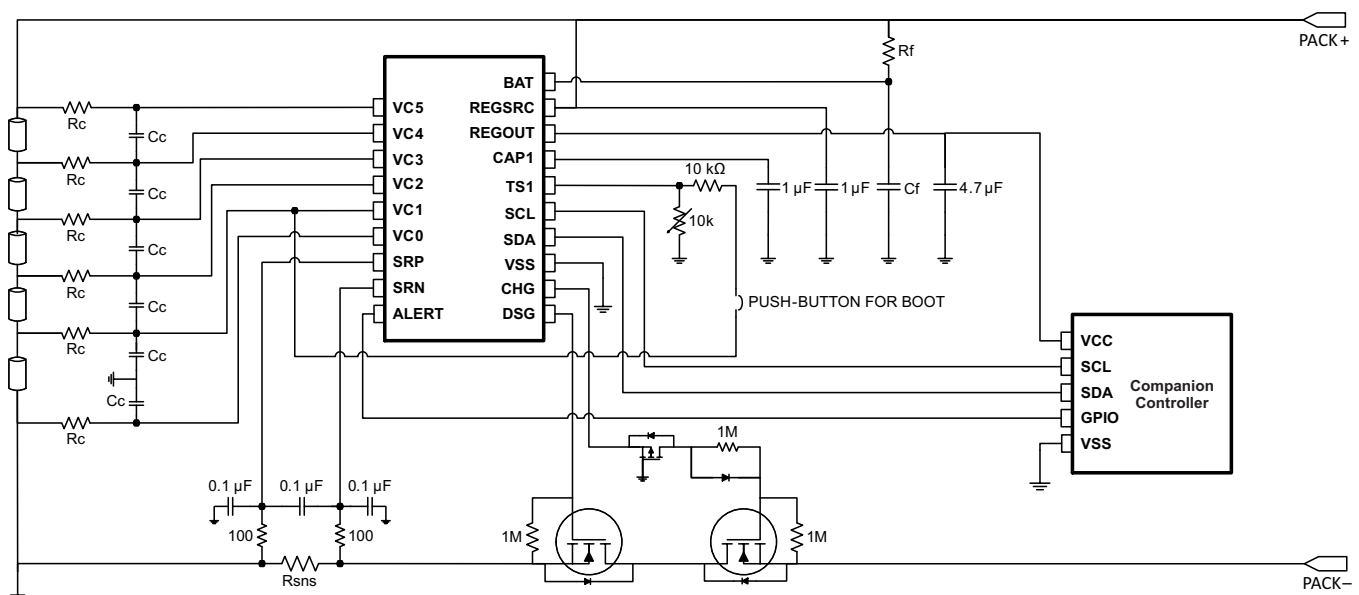 PACK+
Rf
BAT
REGSRC
REGOUT
CAP1
TS1
SCL
SDA
VSS
CHG
DSG
VC5
VC4
VC3
VC2
VC1
VC0
SRP
SRN
ALERT
Rc
Rc
Rc
Rc
Rc
Rc
Cc
Cc
Cc
Cc
Cc
Cc
10 kΩ
10k
1 µF
1 µF
Cf
4.7 µF
PUSH-BUTTON FOR BOOT
VCC
SCL
SDA
GPIO
VSS
Companion
Controller
1M
0.1 µF
0.1 µF
0.1 µF
100
100
Rsns
1M
1M
PACK–